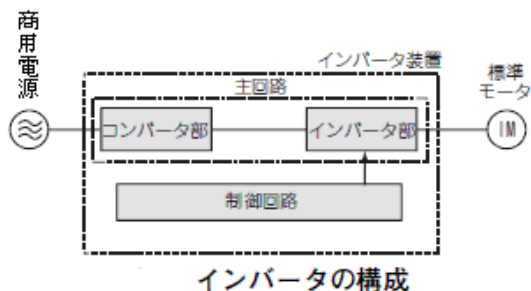 商用電源
インバータ装置
標準
モータ
主回路
コンバータ部
インバータ部
IM
制御回路
インバータの構成